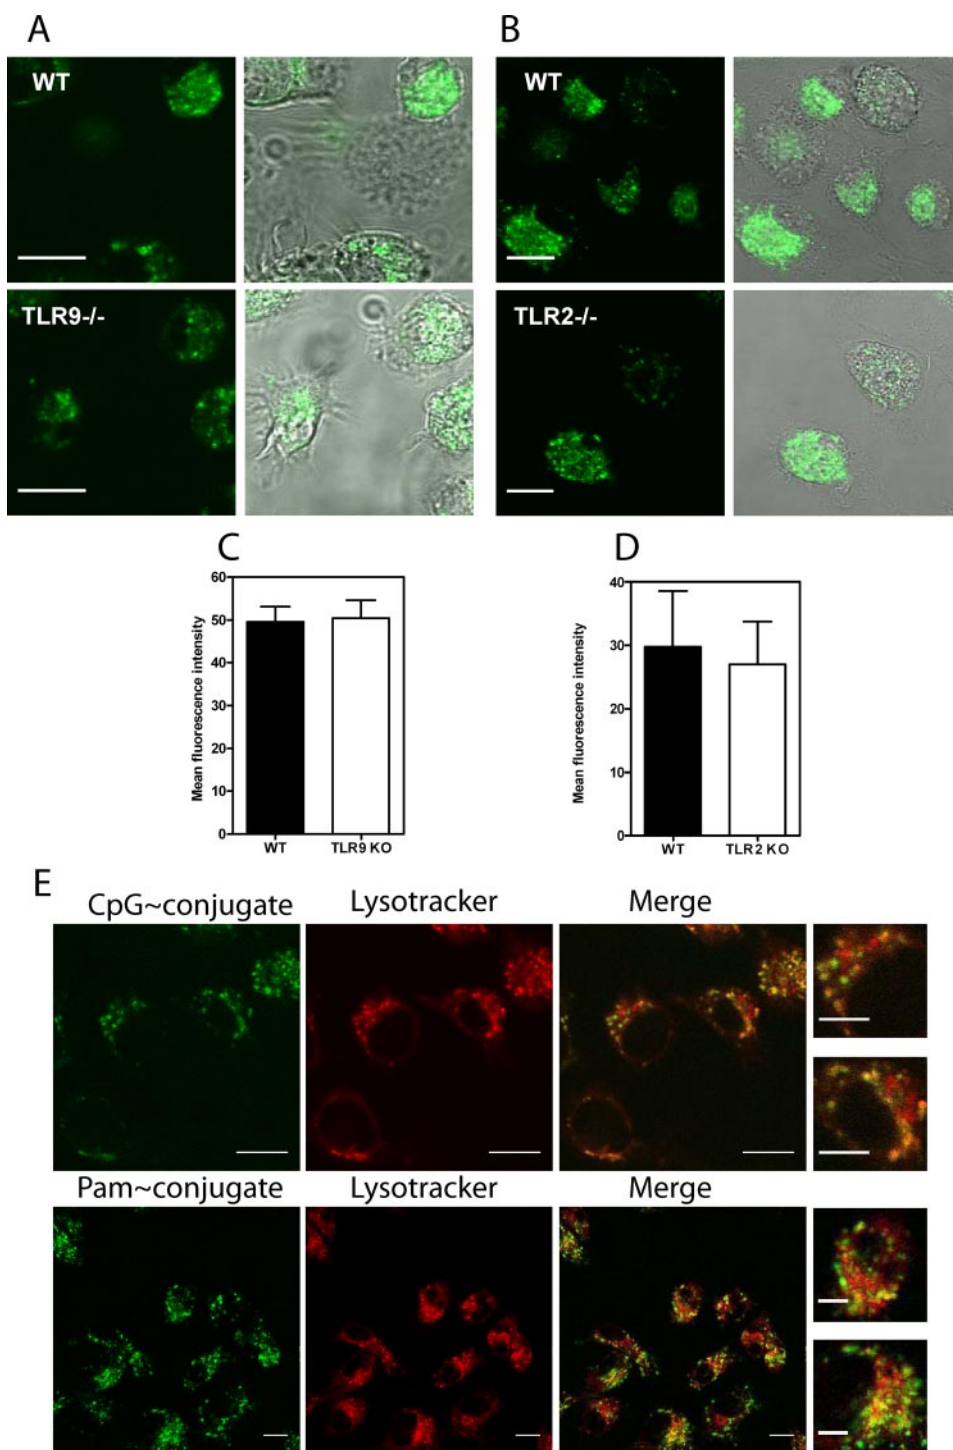 A
B
WT
WT
TLR9-/-
TLR2-/-
C
D
Mean fluorescence intensity
60
50
40
30
20
10
0
WT
TLR9 KO
Mean fluorescence intensity
40
30
20
10
0
WT
TLR2 KO
E
CpG~conjugate
Lysotracker
Merge
Pam~conjugate
Lysotracker
Merge